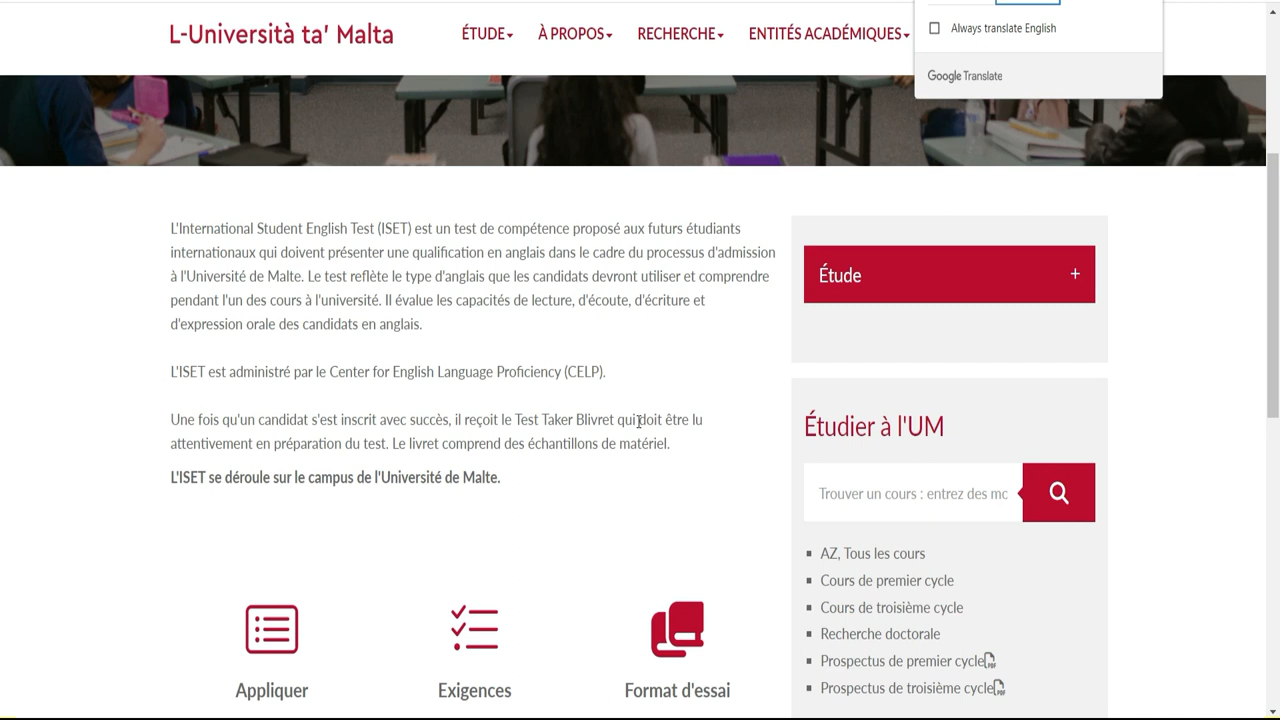 L-Università ta' Malta
ÉTUDE
À PROPOS
RECHERCHE
ENTITÉS ACADÉMIQUES
Always translate English
Google Translate
L'International Student English Test (ISET) est un test de compétence proposé aux futurs étudiants
internationaux qui doivent présenter une qualification en anglais dans le cadre du processus d'admission
à l'Université de Malte. Le test reflète le type d'anglais que les candidats devront utiliser et comprendre
pendant l'un des cours à l'université. Il évalue les capacités de lecture, d'écoute, d'écriture et
d'expression orale des candidats en anglais.
L'ISET est administré par le Center for English Language Proficiency (CELP).
Une fois qu'un candidat s'est inscrit avec succès, il reçoit le Test Taker Blivret qui doit être lu
attentivement en préparation du test. Le livret comprend des échantillons de matériel.
L'ISET se déroule sur le campus de l'Université de Malte.
Appliquer
Exigences
Format d'essai
Étude +
Étudier à l'UM
Trouver un cours : entrez des mc
AZ, Tous les cours
Cours de premier cycle
Cours de troisième cycle
Recherche doctorale
Prospectus de premier cycle
Prospectus de troisième cycle